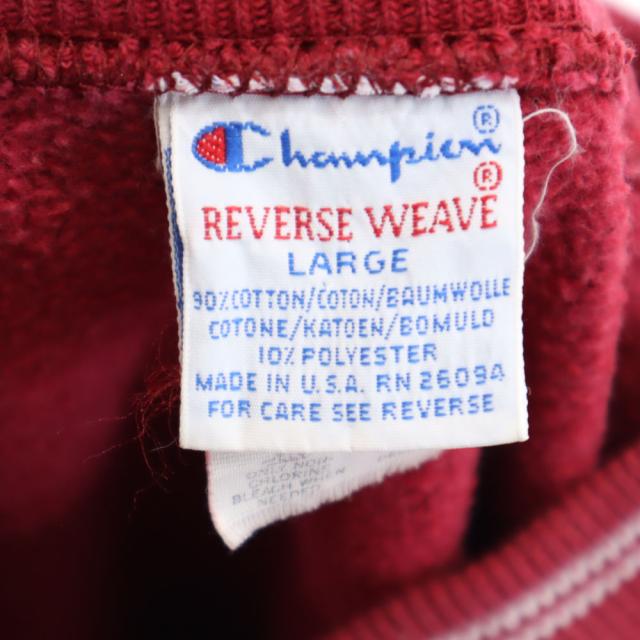 Champion®
REVERSE WEAVE®
LARGE
90%COTTON/COTON/BAUMWOLLE
COTONE/KATOEN/BOMULD
10% POLYESTER
MADE IN U.S.A. RN 26094
FOR CARE SEE REVERSE
CHLORINE